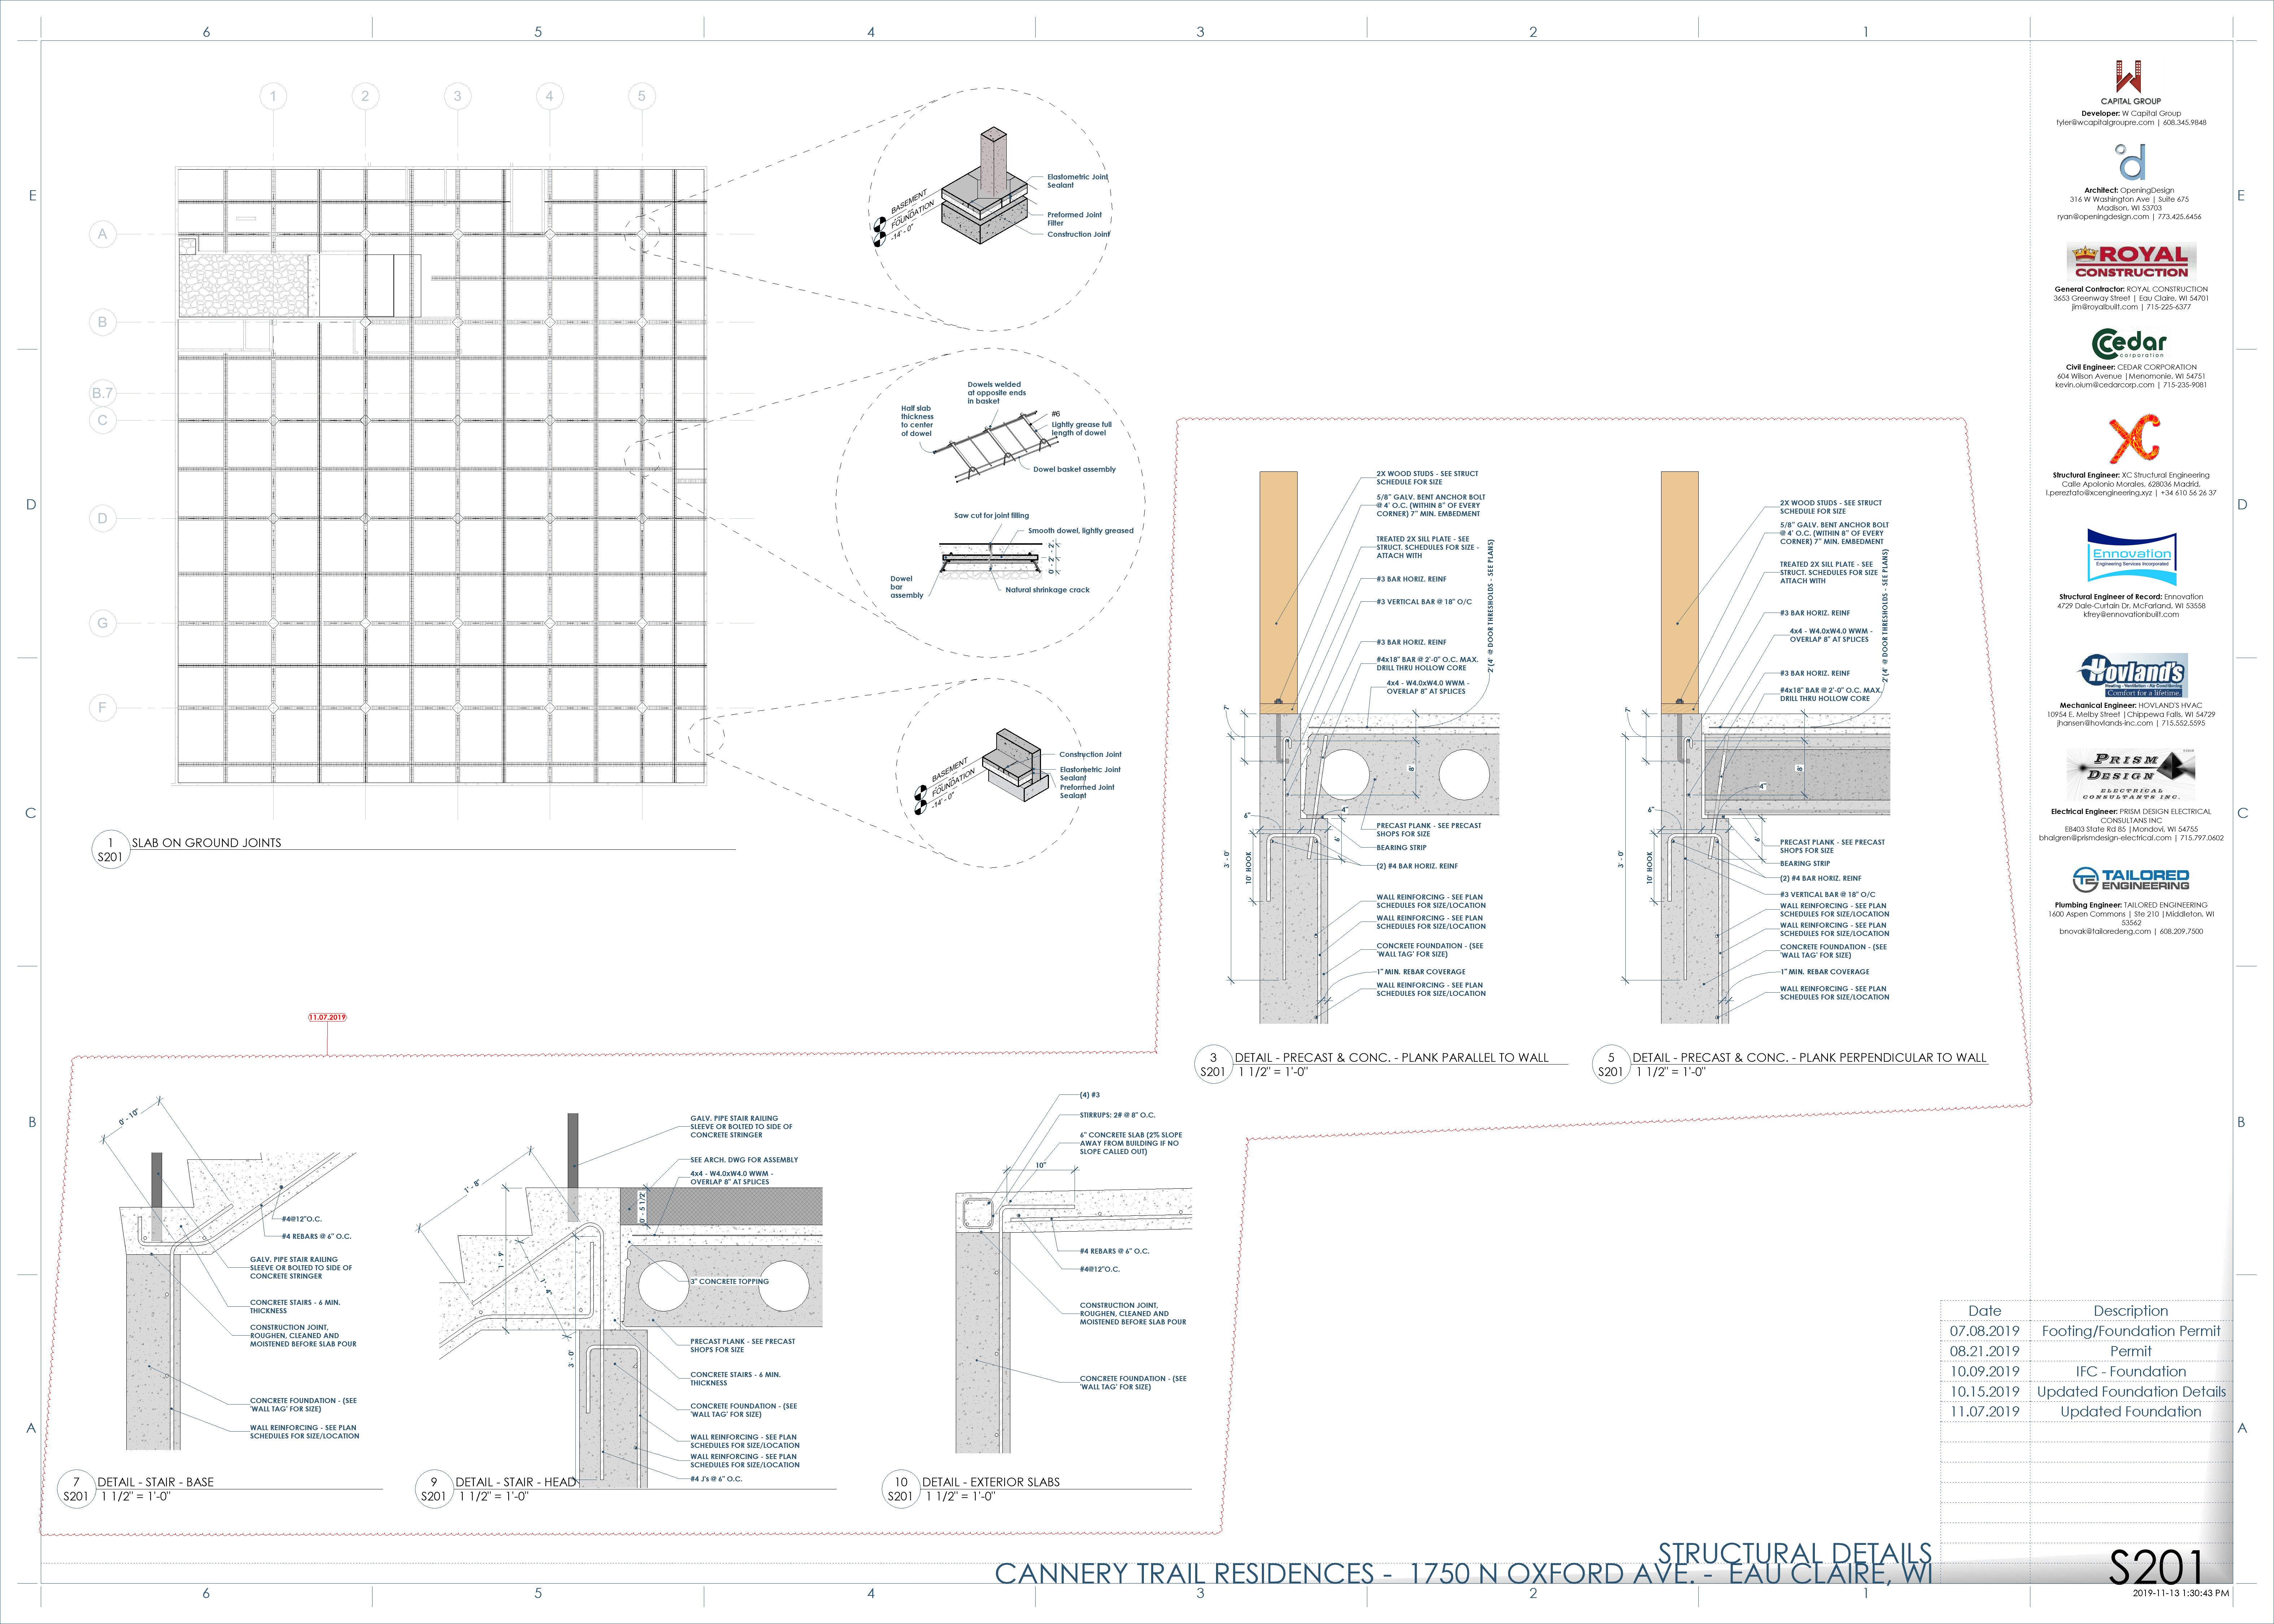 6
5
4
3
2
1
E
D
C
B
A
E
D
C
B
A
1
2
3
4
5
A
B
B.7
C
D
G
F
1
S201
SLAB ON GROUND JOINTS
BASEMENT
FOUNDATION
-14' - 0"
Elastometric Joint
Sealant
Preformed Joint
Filler
Construction Joint
Dowels welded
at opposite ends
in basket
Half slab
thickness
to center
of dowel
#6
Lightly grease full
length of dowel
Dowel basket assembly
Saw cut for joint filling
Smooth dowel, lightly greased
Dowel
bar
assembly
Natural shrinkage crack
BASEMENT
FOUNDATION
-14' - 0"
Construction Joint
Elastometric Joint
Sealant
Preformed Joint
Sealant
2X WOOD STUDS - SEE STRUCT
SCHEDULE FOR SIZE
5/8" GALV. BENT ANCHOR BOLT
@ 4' O.C. (WITHIN 8" OF EVERY
CORNER) 7" MIN. EMBEDMENT
TREATED 2X SILL PLATE - SEE
STRUCT. SCHEDULES FOR SIZE -
ATTACH WITH
#3 BAR HORIZ. REINF
#3 VERTICAL BAR @ 18" O/C
#3 BAR HORIZ. REINF
#4x18" BAR @ 2'-0" O.C. MAX.
DRILL THRU HOLLOW CORE
4x4 - W4.0xW4.0 WWM -
OVERLAP 8" AT SPLICES
2'(4' @ DOOR THRESHOLDS - SEE PLANS)
7"
8"
4"
6"
6"
3' - 0"
10" HOOK
PRECAST PLANK - SEE PRECAST
SHOPS FOR SIZE
BEARING STRIP
(2) #4 BAR HORIZ. REINF
WALL REINFORCING - SEE PLAN
SCHEDULES FOR SIZE/LOCATION
WALL REINFORCING - SEE PLAN
SCHEDULES FOR SIZE/LOCATION
CONCRETE FOUNDATION - (SEE
'WALL TAG' FOR SIZE)
1" MIN. REBAR COVERAGE
WALL REINFORCING - SEE PLAN
SCHEDULES FOR SIZE/LOCATION
3
S201
DETAIL - PRECAST & CONC. - PLANK PARALLEL TO WALL
1 1/2" = 1'-0"
2X WOOD STUDS - SEE STRUCT
SCHEDULE FOR SIZE
5/8" GALV. BENT ANCHOR BOLT
@ 4' O.C. (WITHIN 8" OF EVERY
CORNER) 7" MIN. EMBEDMENT
TREATED 2X SILL PLATE - SEE
STRUCT. SCHEDULES FOR SIZE
ATTACH WITH
#3 BAR HORIZ. REINF
4x4 - W4.0xW4.0 WWM -
OVERLAP 8" AT SPLICES
#3 BAR HORIZ. REINF
#4x18" BAR @ 2'-0" O.C. MAX.
DRILL THRU HOLLOW CORE
2'(4' @ DOOR THRESHOLDS - SEE PLANS)
7"
8"
4"
6"
6"
3' - 0"
10" HOOK
PRECAST PLANK - SEE PRECAST
SHOPS FOR SIZE
BEARING STRIP
(2) #4 BAR HORIZ. REINF
#3 VERTICAL BAR @ 18" O/C
WALL REINFORCING - SEE PLAN
SCHEDULES FOR SIZE/LOCATION
WALL REINFORCING - SEE PLAN
SCHEDULES FOR SIZE/LOCATION
CONCRETE FOUNDATION - (SEE
'WALL TAG' FOR SIZE)
1" MIN. REBAR COVERAGE
WALL REINFORCING - SEE PLAN
SCHEDULES FOR SIZE/LOCATION
5
S201
DETAIL - PRECAST & CONC. - PLANK PERPENDICULAR TO WALL
1 1/2" = 1'-0"
11.07.2019
0' - 10"
#4@12"O.C.
#4 REBARS @ 6" O.C.
GALV. PIPE STAIR RAILING
SLEEVE OR BOLTED TO SIDE OF
CONCRETE STRINGER
CONCRETE STAIRS - 6 MIN.
THICKNESS
CONSTRUCTION JOINT,
ROUGHEN, CLEANED AND
MOISTENED BEFORE SLAB POUR
CONCRETE FOUNDATION - (SEE
'WALL TAG' FOR SIZE)
WALL REINFORCING - SEE PLAN
SCHEDULES FOR SIZE/LOCATION
7
S201
DETAIL - STAIR - BASE
1 1/2" = 1'-0"
GALV. PIPE STAIR RAILING
SLEEVE OR BOLTED TO SIDE OF
CONCRETE STRINGER
SEE ARCH. DWG FOR ASSEMBLY
4x4 - W4.0xW4.0 WWM -
OVERLAP 8" AT SPLICES
1' - 8"
0' - 5 1/2"
3' - 0"
3" CONCRETE TOPPING
PRECAST PLANK - SEE PRECAST
SHOPS FOR SIZE
CONCRETE STAIRS - 6 MIN.
THICKNESS
CONCRETE FOUNDATION - (SEE
'WALL TAG' FOR SIZE)
WALL REINFORCING - SEE PLAN
SCHEDULES FOR SIZE/LOCATION
WALL REINFORCING - SEE PLAN
SCHEDULES FOR SIZE/LOCATION
#4 J's @ 6" O.C.
9
S201
DETAIL - STAIR - HEAD
1 1/2" = 1'-0"
(4) #3
STIRRUPS: 2# @ 8" O.C.
6" CONCRETE SLAB (2% SLOPE
AWAY FROM BUILDING IF NO
SLOPE CALLED OUT)
10"
#4 REBARS @ 6" O.C.
#4@12"O.C.
CONSTRUCTION JOINT,
ROUGHEN, CLEANED AND
MOISTENED BEFORE SLAB POUR
CONCRETE FOUNDATION - (SEE
'WALL TAG' FOR SIZE)
10
S201
DETAIL - EXTERIOR SLABS
1 1/2" = 1'-0"
CAPITAL GROUP
Developer: W Capital Group
tyler@wcapitalgroupre.com | 608.345.9848
Architect: OpeningDesign
316 W Washington Ave | Suite 675
Madison, WI 53703
ryan@openingdesign.com | 773.425.6456
ROYAL
CONSTRUCTION
General Contractor: ROYAL CONSTRUCTION
3653 Greenway Street | Eau Claire, WI 54701
jim@royalbuilt.com | 715-225-6377
Cedar
corporation
Civil Engineer: CEDAR CORPORATION
604 Wilson Avenue |Menomonie, WI 54751
kevin.oium@cedarcorp.com | 715-235-9081
XC
Structural Engineer: XC Structural Engineering
Calle Apolonio Morales, 628036 Madrid,
l.pereztato@xcengineering.xyz | +34 610 56 26 37
Ennovation
Engineering Services Incorporated
Structural Engineer of Record: Ennovation
4729 Dale-Curtain Dr, McFarland, WI 53558
kfrey@ennovationbuilt.com
Hovland's
Heating - Ventilation - Air Conditioning
Comfort for a lifetime.
Mechanical Engineer: HOVLAND'S HVAC
10954 E. Melby Street |Chippewa Falls, WI 54729
jhansen@hovlands-inc.com | 715.552.5595
PRISM
DESIGN
ELECTRICAL
CONSULTANTS INC.
Electrical Engineer: PRISM DESIGN ELECTRICAL
CONSULTANS INC
E8403 State Rd 85 |Mondovi, WI 54755
bhalgren@prismdesign-electrical.com | 715.797.0602
TAILORED
ENGINEERING
Plumbing Engineer: TAILORED ENGINEERING
1600 Aspen Commons | Ste 210 |Middleton, WI
53562
bnovak@tailoredeng.com | 608.209.7500
Date Description
07.08.2019 Footing/Foundation Permit
08.21.2019 Permit
10.09.2019 IFC - Foundation
10.15.2019 Updated Foundation Details
11.07.2019 Updated Foundation
STRUCTURAL DETAILS
CANNERY TRAIL RESIDENCES - 1750 N OXFORD AVE. - EAU CLAIRE, WI
S201
2019-11-13 1:30:43 PM
6
5
4
3
2
1